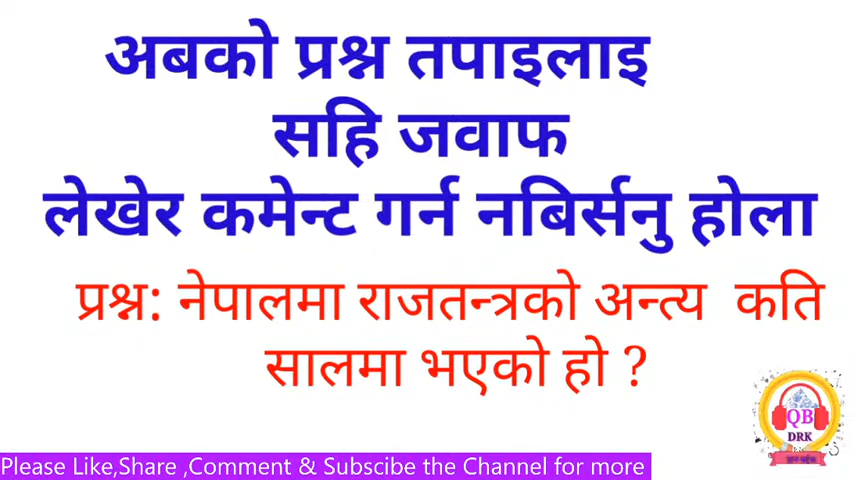 अबको प्रश्न तपाइलाइ
सहि जवाफ
लेखेर कमेन्ट गर्न नबिर्सनु होला
प्रश्न: नेपालमा राजतन्त्रको अन्त्य कति
सालमा भएको हो ?
QB
DRK
Please Like,Share ,Comment & Subscibe the Channel for more